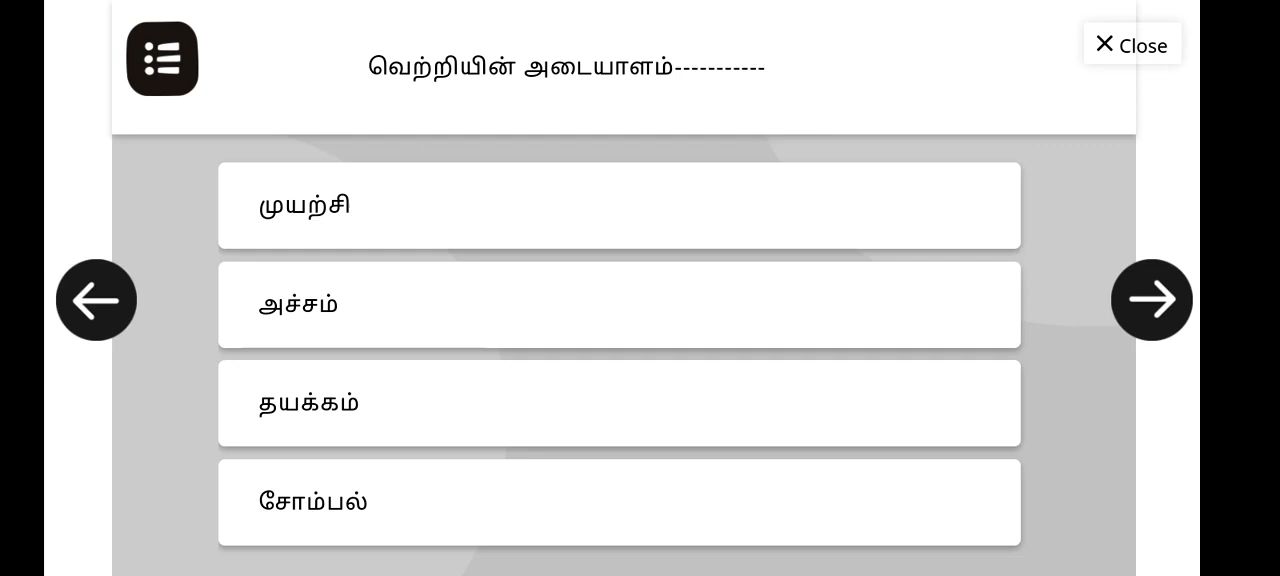 வெற்றியின் அடையாளம்-----------
Close
முயற்சி
அச்சம்
தயக்கம்
சோம்பல்